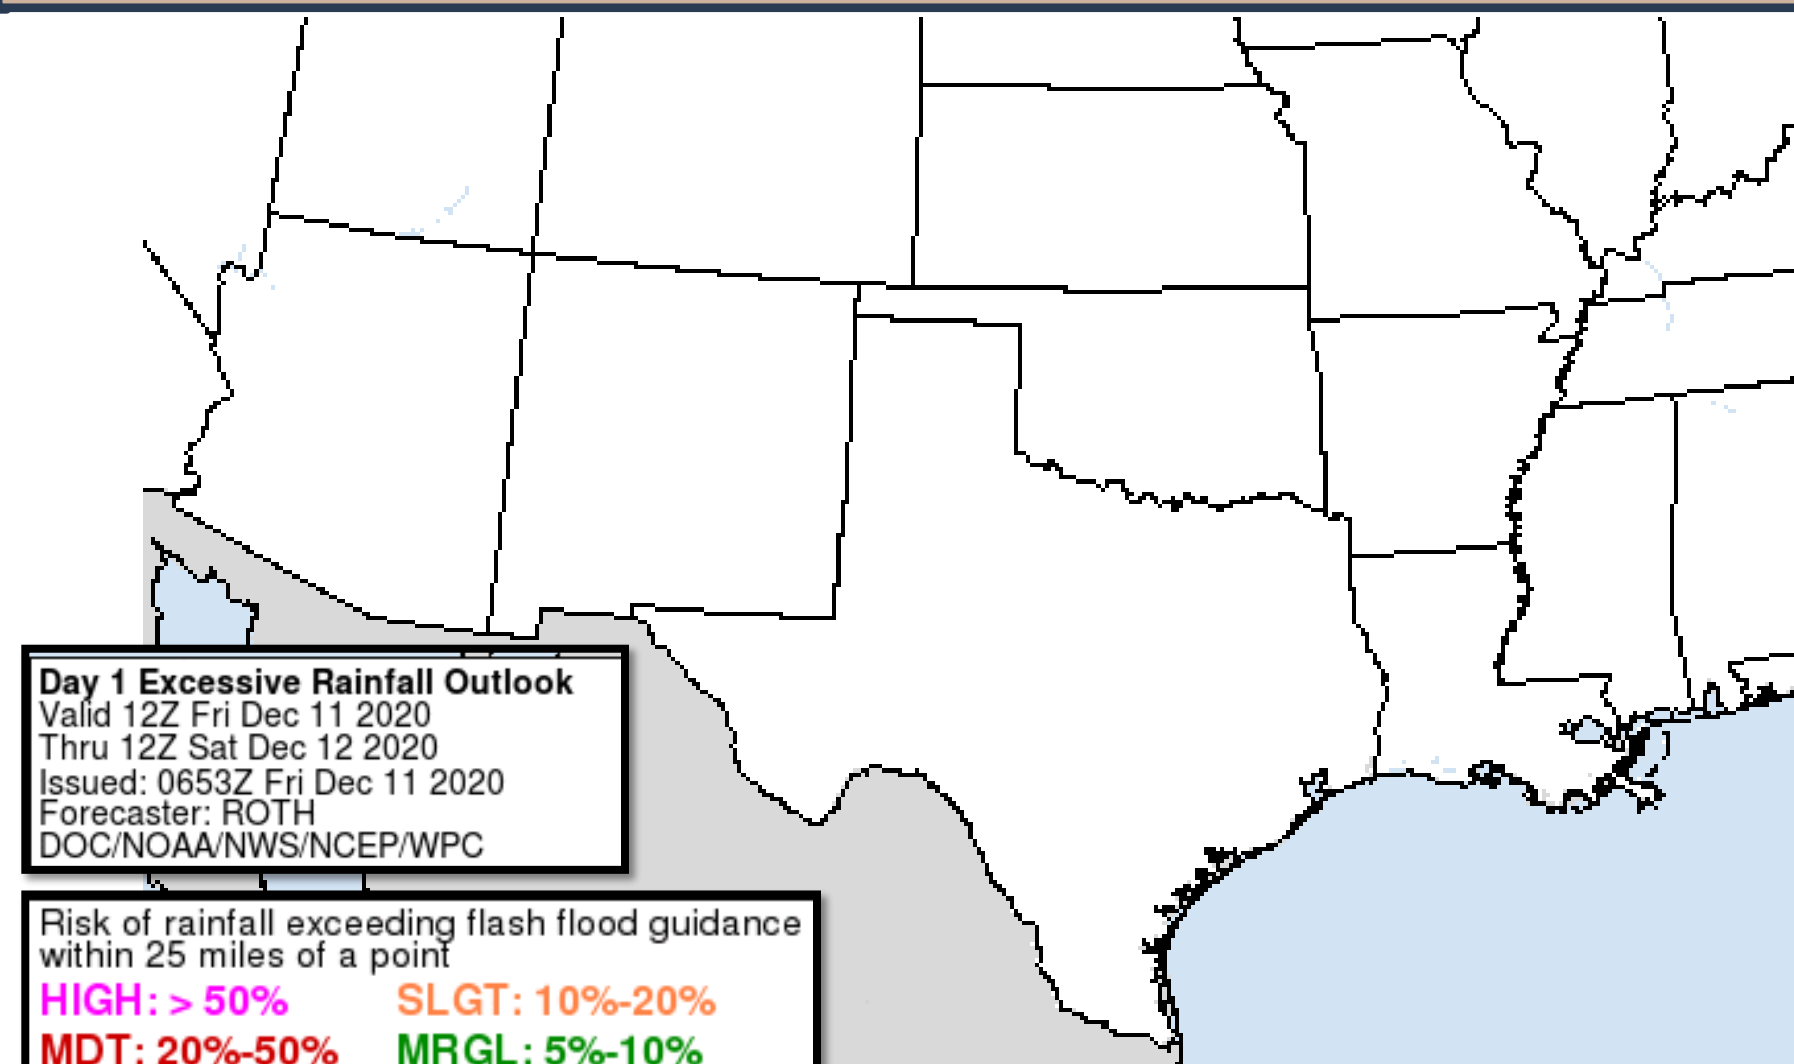 Day 1 Excessive Rainfall Outlook
Valid 12Z Fri Dec 11 2020
Thru 12Z Sat Dec 12 2020
Issued: 0653Z Fri Dec 11 2020
Forecaster: ROTH
DOC/NOAA/NWS/NCEP/WPC
Risk of rainfall exceeding flash flood guidance
within 25 miles of a point
HIGH: > 50% SLGT: 10%-20%
MDT: 20%-50% MRGL: 5%-10%